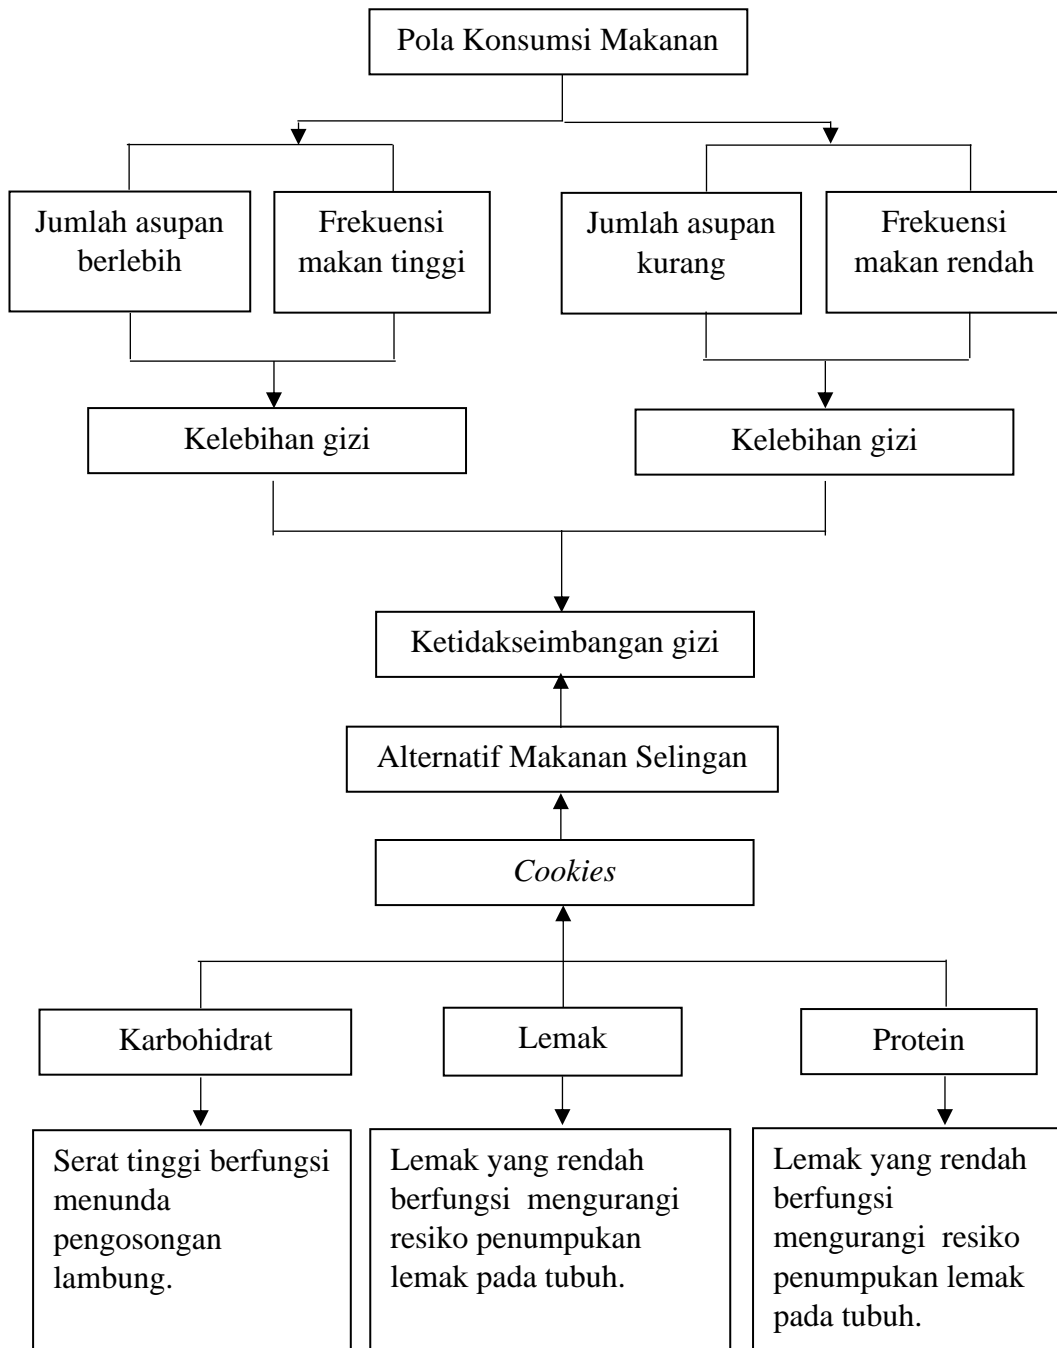 Pola Konsumsi Makanan
Jumlah asupan
berlebih
Frekuensi
makan tinggi
Jumlah asupan
kurang
Frekuensi
makan rendah
Kelebihan gizi
Kelebihan gizi
Ketidakseimbangan gizi
Alternatif Makanan Selingan
Cookies
Karbohidrat
Lemak
Protein
Serat tinggi berfungsi
menunda
pengosongan
lambung.
Lemak yang rendah
berfungsi  mengurangi
resiko penumpukan
lemak pada tubuh.
Lemak yang rendah
berfungsi
mengurangi  resiko
penumpukan lemak
pada tubuh.